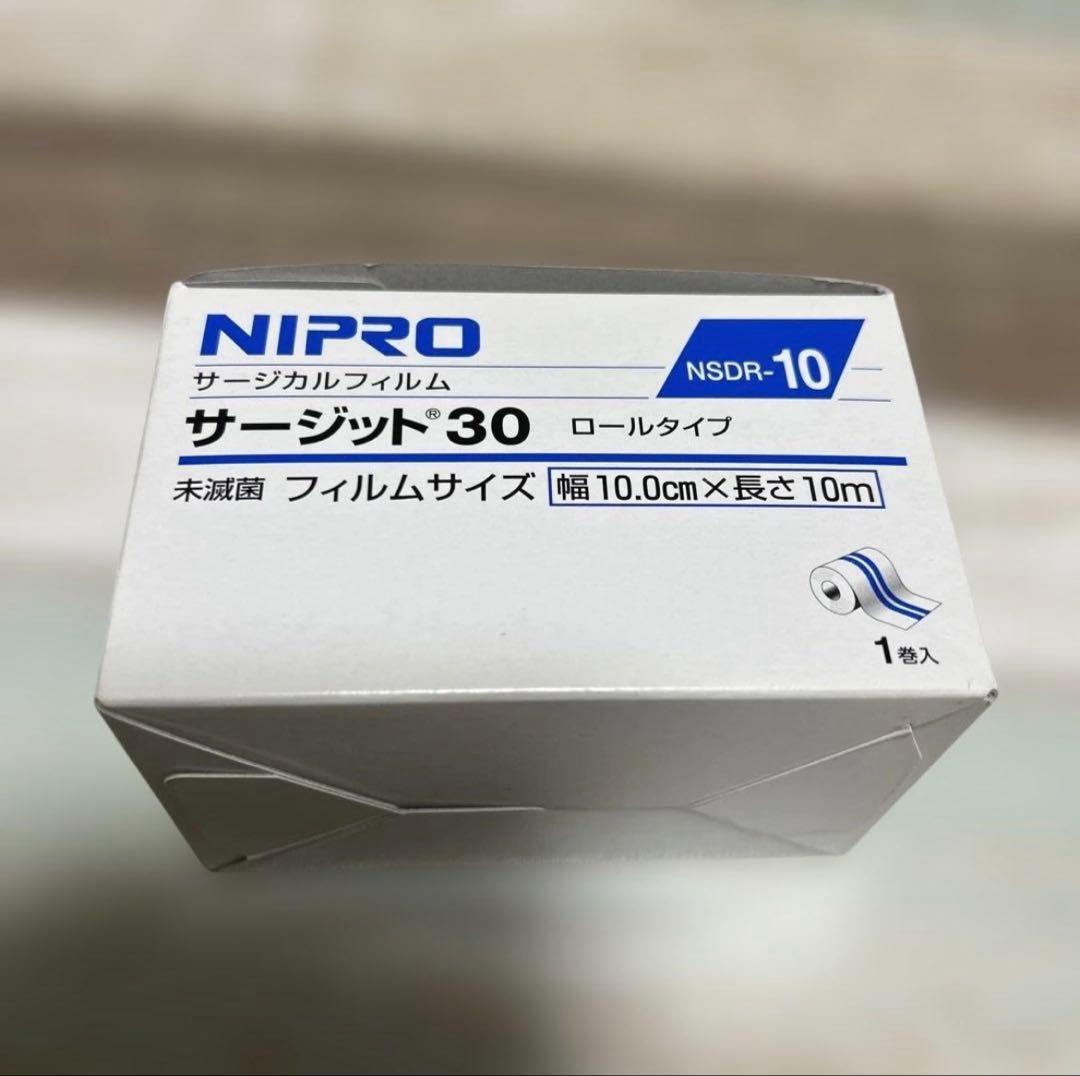 NIPRO
サージカルフィルム
NSDR-10
サージット®30 ロールタイプ
未滅菌 フィルムサイズ 幅10.0cm×長さ10m
1巻入